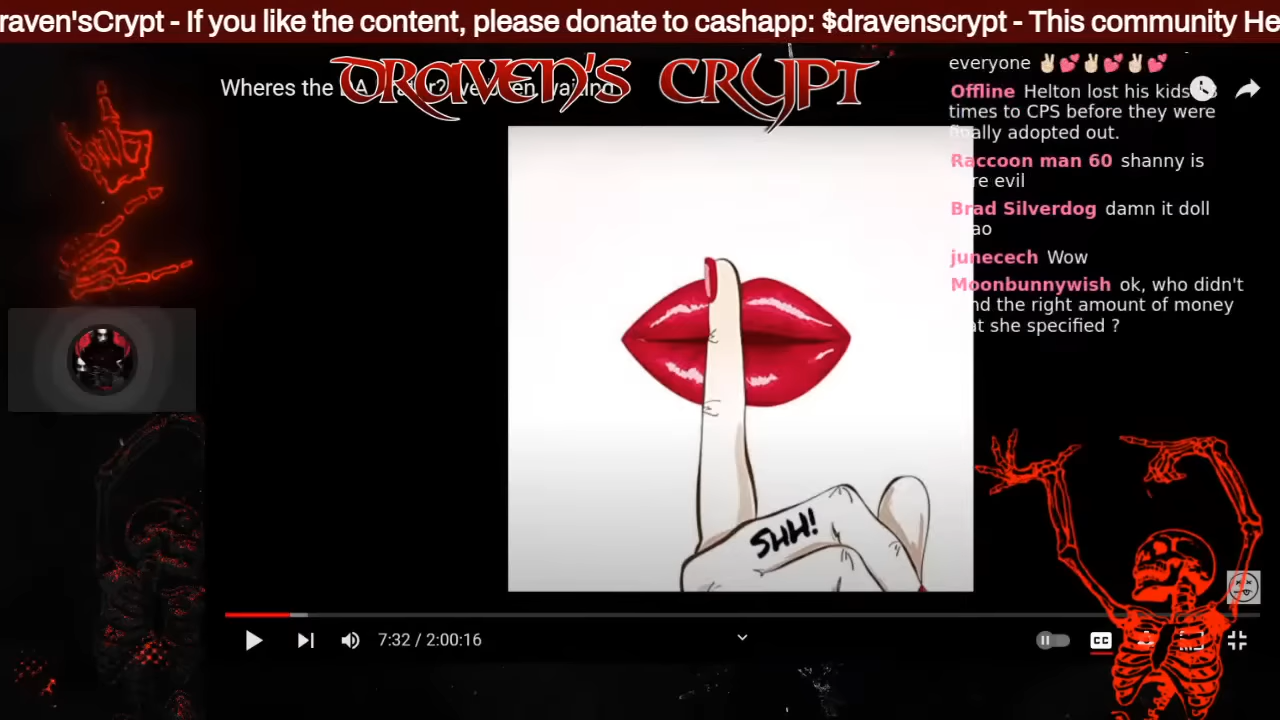 raven'sCrypt - If you like the content, please donate to cashapp: $dravenscrypt - This community He
DRAVEN'S CRYPT
Wheres the
everyone ✌🏻💕✌🏻💕✌🏻💕
Offline Helton lost his kids
times to CPS before they were
finally adopted out.
Raccoon man 60 shanny is
evil
Brad Silverdog damn it doll
junecech Wow
Moonbunnywish ok, who didn't
the right amount of money
she specified ?
SHH!
7:32 / 2:00:16
CC